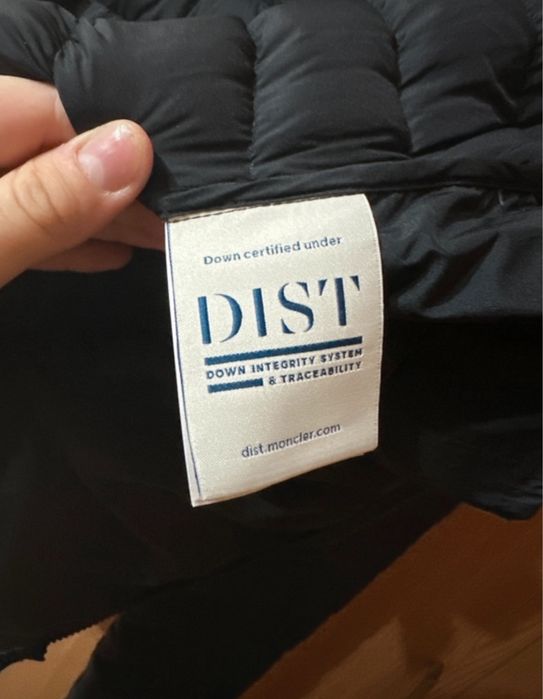 Down certified under
DIST
DOWN INTEGRITY SYSTEM
& TRACEABILITY
dist.moncler.com